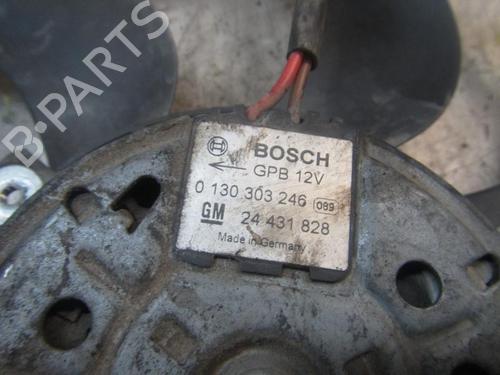 BOSCH
GPB 12V
0 130 303 246 089
GM 24 431 828
Made in Germany
B-PARTS